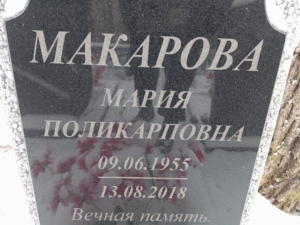 МАКАРОВА
МАРИЯ
ПОЛИКАРПОВНА
09.06.1955
13.08.2018
Вечная память.